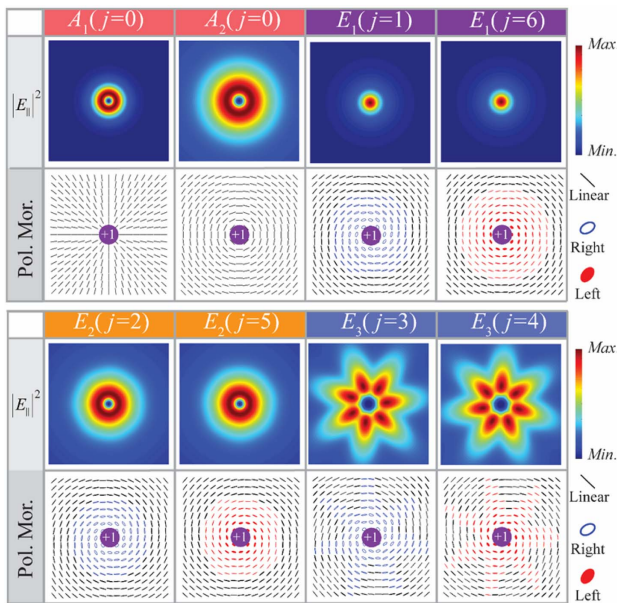 A₁(j=0) A₂(j=0) E₁(j=1) E₁(j=6)
|E∥|²
Max.
Min.
Pol. Mor.
+1 +1 +1 +1
Linear
Right
Left
E₂(j=2) E₂(j=5) E₃(j=3) E₃(j=4)
|E∥|²
Max.
Min.
Pol. Mor.
+1 +1 +1 +1
Linear
Right
Left